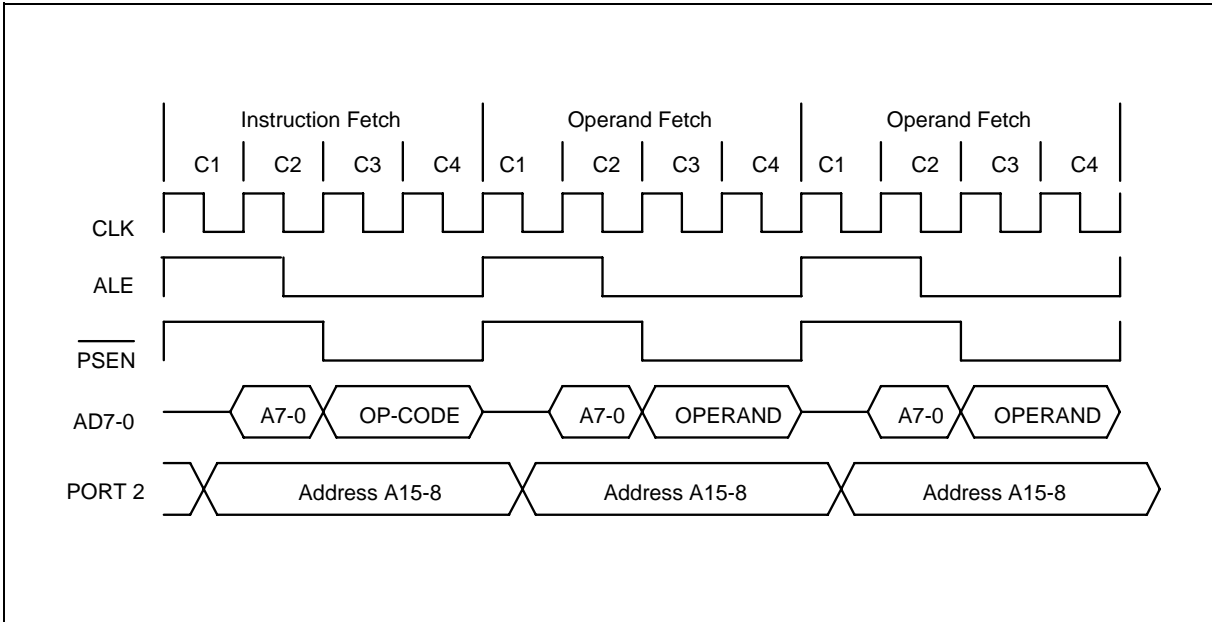 Instruction Fetch Operand Fetch Operand Fetch
C1 C2 C3 C4 C1 C2 C3 C4 C1 C2 C3 C4
CLK
ALE
PSEN
AD7-0 A7-0 OP-CODE A7-0 OPERAND A7-0 OPERAND
PORT 2 Address A15-8 Address A15-8 Address A15-8